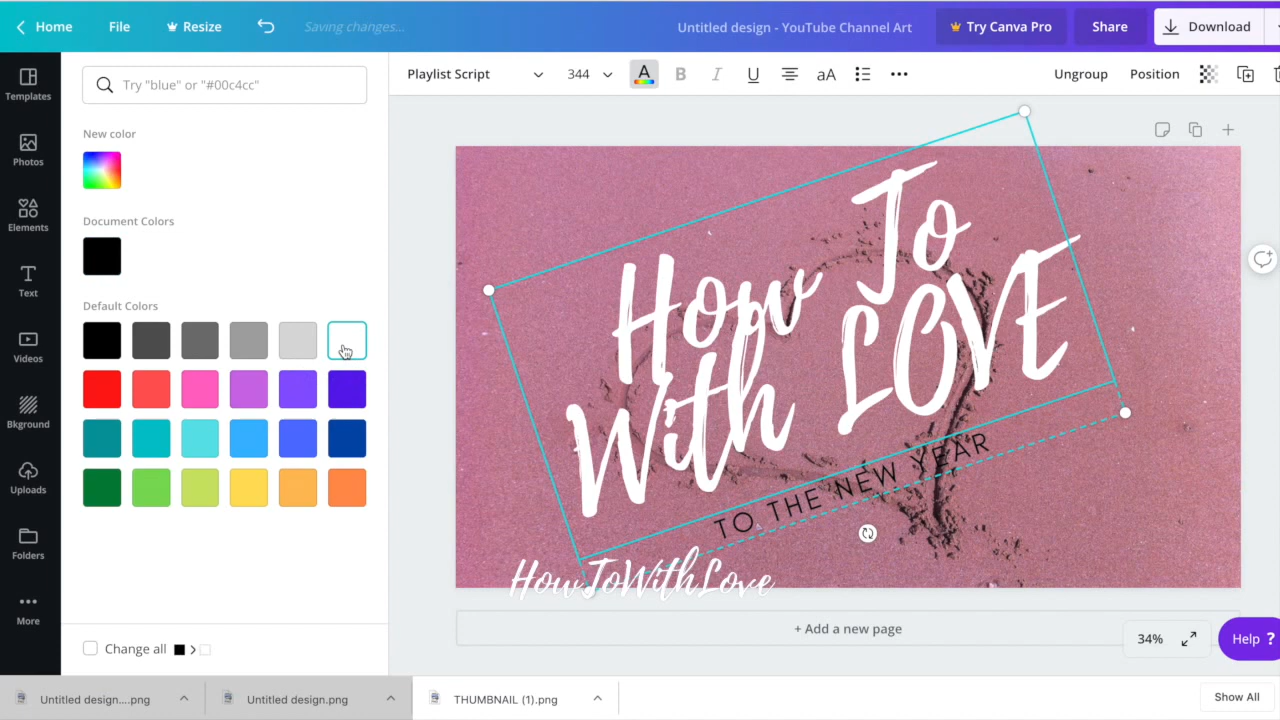 Home File Resize Saving changes... Untitled design - YouTube Channel Art Try Canva Pro Share Download
Playlist Script 344 A B I U aA Ungroup Position
Templates
Photos
Elements
Text
Videos
Bkground
Uploads
Folders
More
Try "blue" or "#00c4cc"
New color
Document Colors
Default Colors
Change all
How To
With LOVE
TO THE NEW YEAR
HowToWithLove
+ Add a new page
34%
Help ?
Untitled design....png Untitled design.png THUMBNAIL (1).png Show All